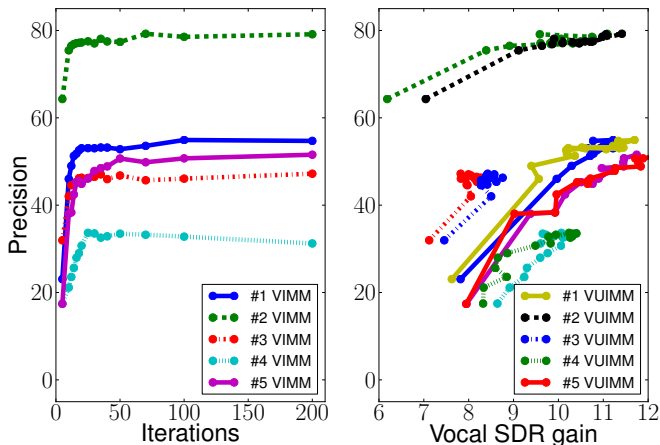 Precision
80
60
40
20
0
0 50 100 150 200
Iterations
#1 VIMM
#2 VIMM
#3 VIMM
#4 VIMM
#5 VIMM
80
60
40
20
0
6 7 8 9 10 11 12
Vocal SDR gain
#1 VUIMM
#2 VUIMM
#3 VUIMM
#4 VUIMM
#5 VUIMM